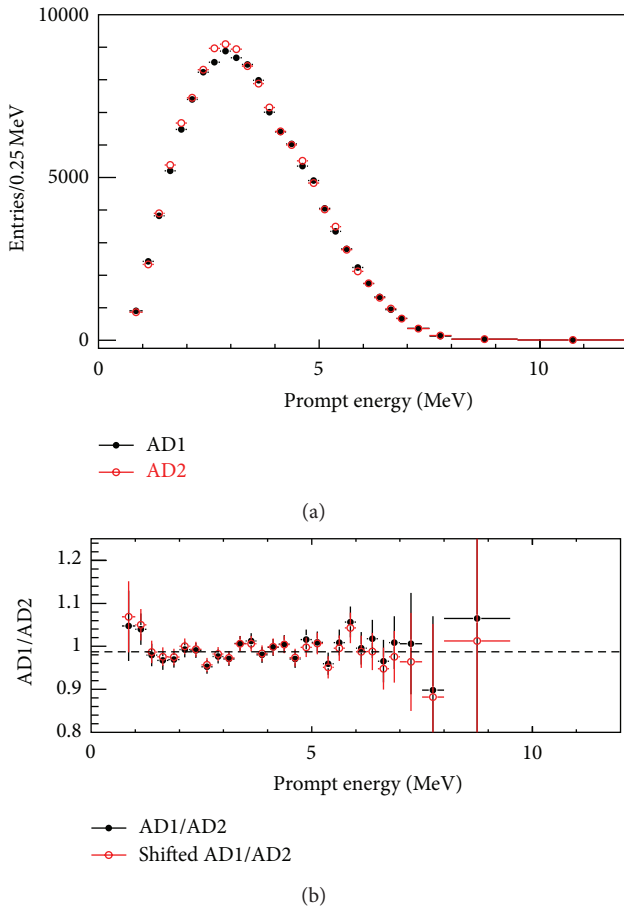 10000
5000
0
Entries/0.25 MeV
0 5 10
Prompt energy (MeV)
AD1
AD2
(a)
1.2
1.1
1
0.9
0.8
AD1/AD2
0 5 10
Prompt energy (MeV)
AD1/AD2
Shifted AD1/AD2
(b)